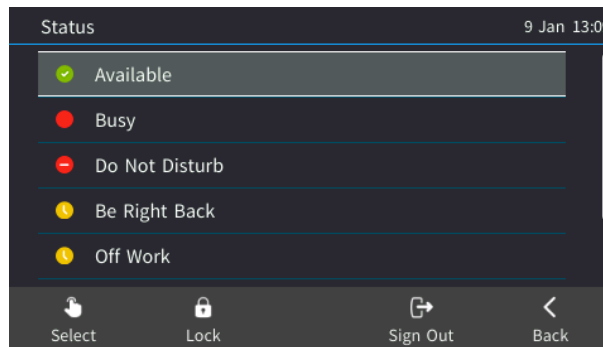 Status 9 Jan 13:0
Available
Busy
Do Not Disturb
Be Right Back
Off Work
Select Lock Sign Out Back